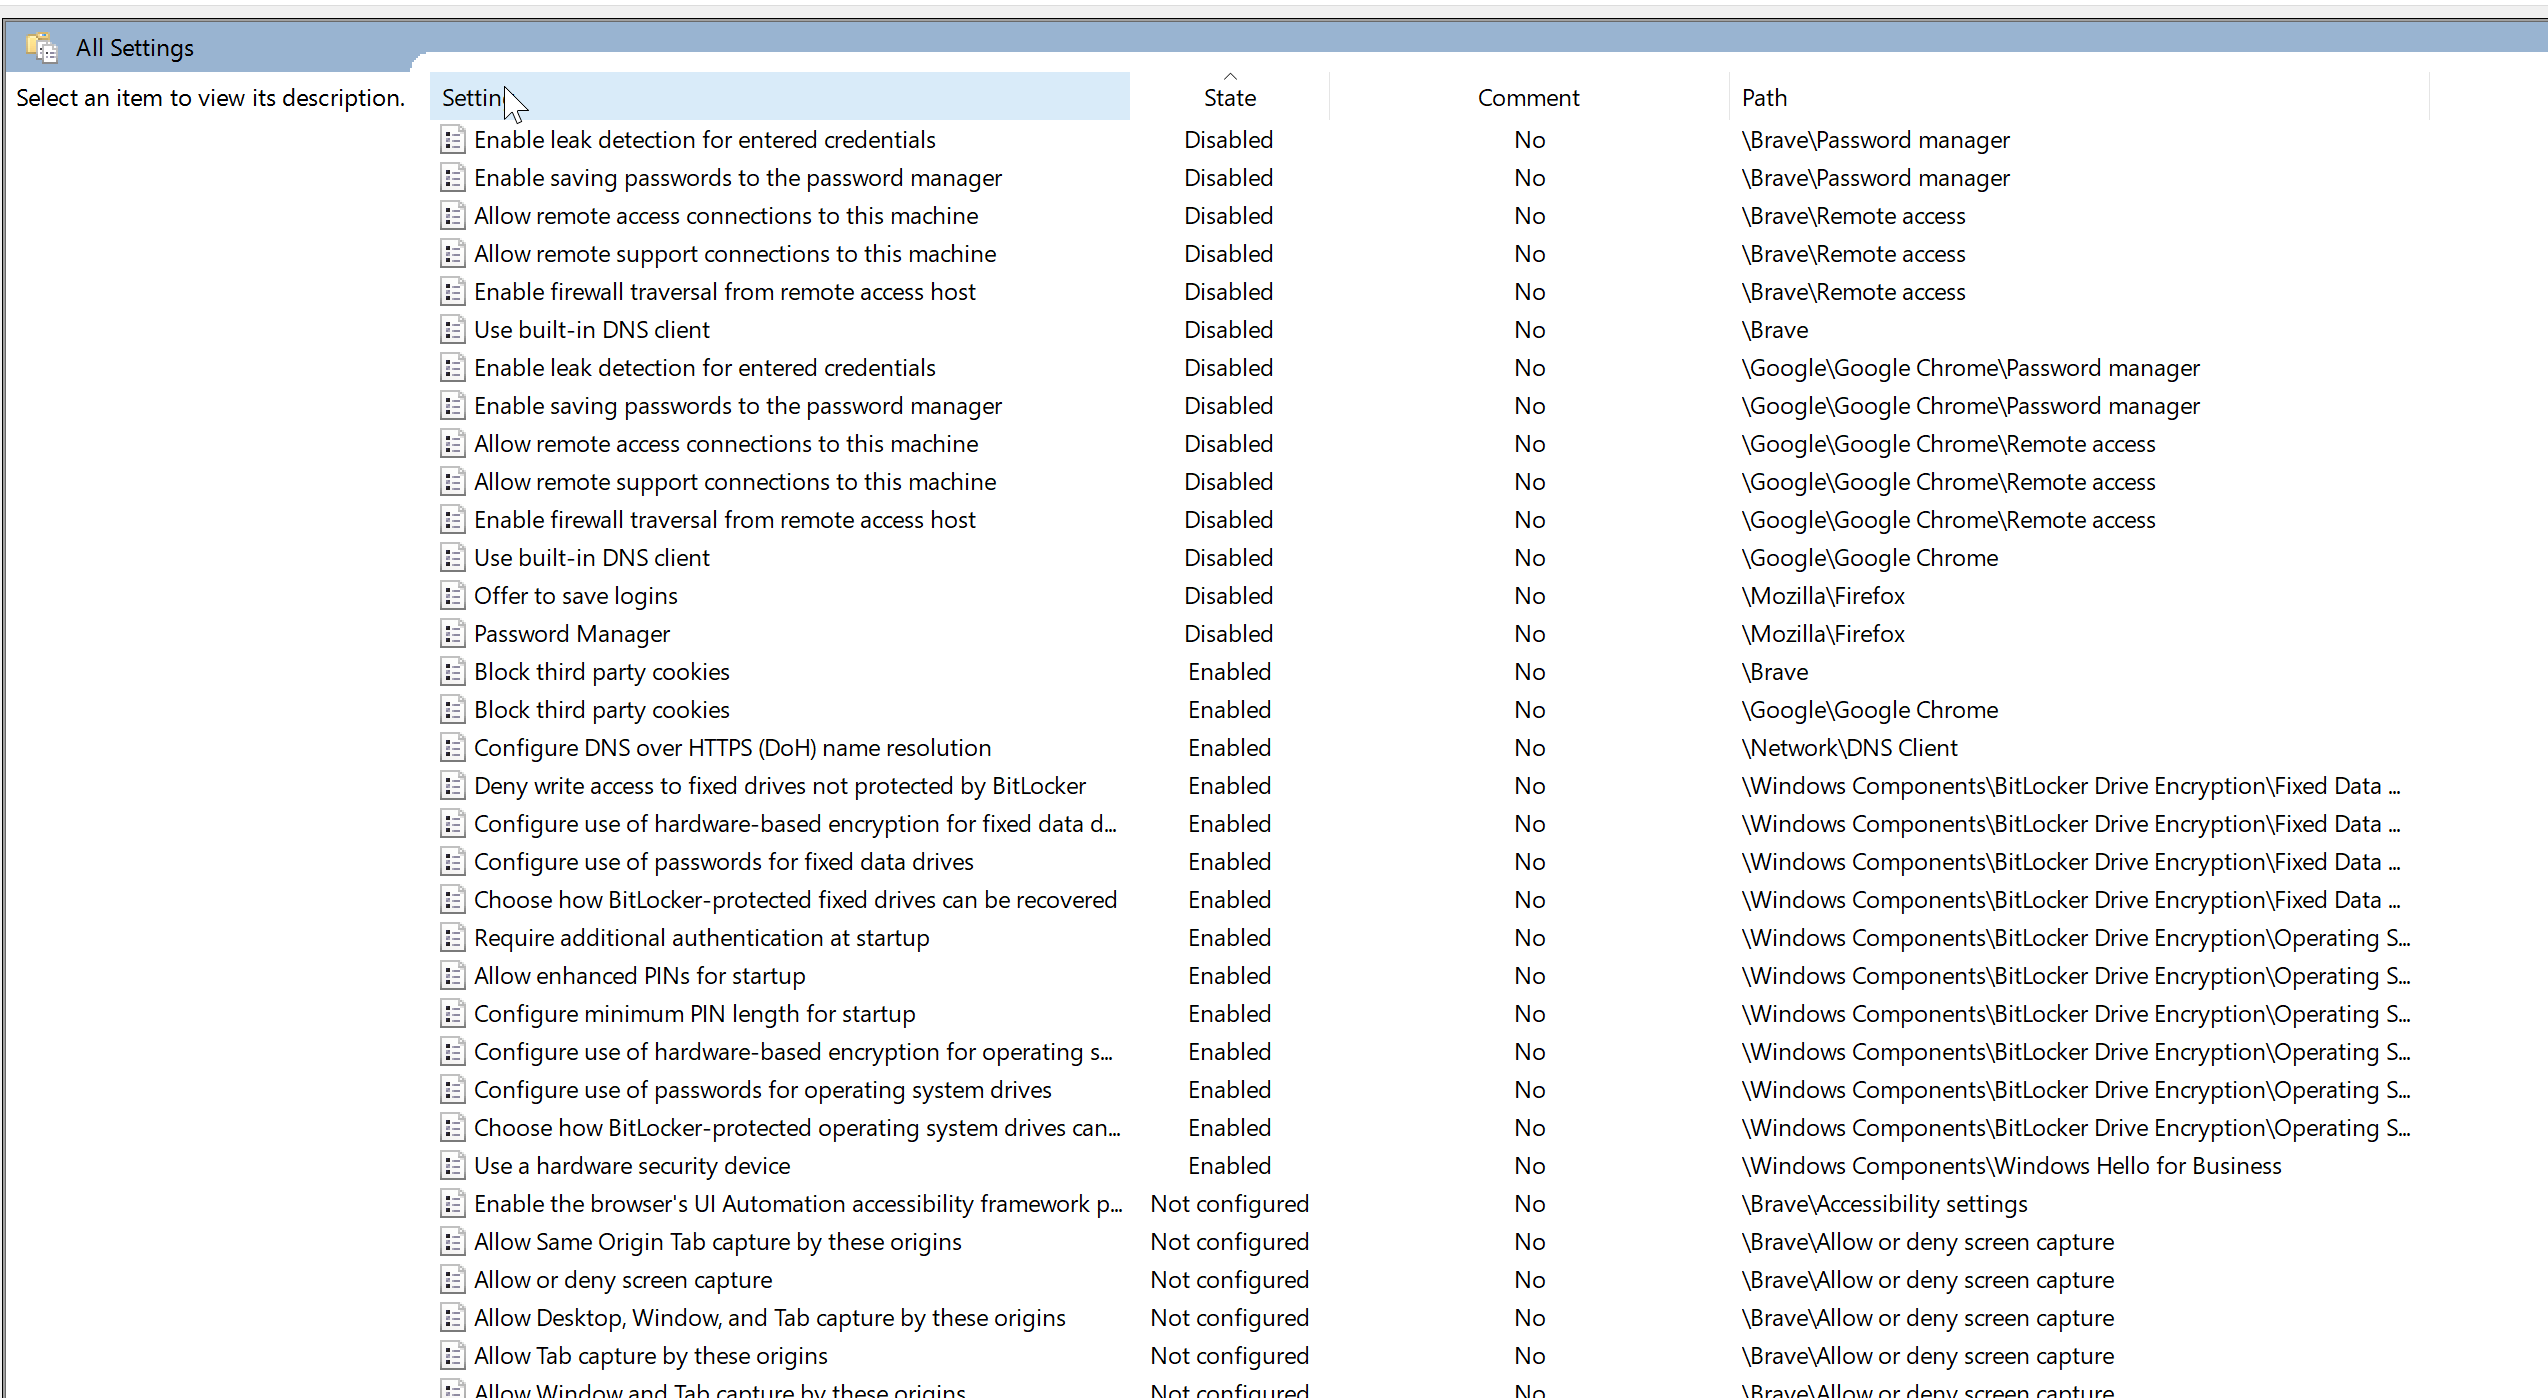 All Settings
Select an item to view its description.
Setting State Comment Path
Enable leak detection for entered credentials Disabled No \Brave\Password manager
Enable saving passwords to the password manager Disabled No \Brave\Password manager
Allow remote access connections to this machine Disabled No \Brave\Remote access
Allow remote support connections to this machine Disabled No \Brave\Remote access
Enable firewall traversal from remote access host Disabled No \Brave\Remote access
Use built-in DNS client Disabled No \Brave
Enable leak detection for entered credentials Disabled No \Google\Google Chrome\Password manager
Enable saving passwords to the password manager Disabled No \Google\Google Chrome\Password manager
Allow remote access connections to this machine Disabled No \Google\Google Chrome\Remote access
Allow remote support connections to this machine Disabled No \Google\Google Chrome\Remote access
Enable firewall traversal from remote access host Disabled No \Google\Google Chrome\Remote access
Use built-in DNS client Disabled No \Google\Google Chrome
Offer to save logins Disabled No \Mozilla\Firefox
Password Manager Disabled No \Mozilla\Firefox
Block third party cookies Enabled No \Brave
Block third party cookies Enabled No \Google\Google Chrome
Configure DNS over HTTPS (DoH) name resolution Enabled No \Network\DNS Client
Deny write access to fixed drives not protected by BitLocker Enabled No \Windows Components\BitLocker Drive Encryption\Fixed Data ...
Configure use of hardware-based encryption for fixed data d... Enabled No \Windows Components\BitLocker Drive Encryption\Fixed Data ...
Configure use of passwords for fixed data drives Enabled No \Windows Components\BitLocker Drive Encryption\Fixed Data ...
Choose how BitLocker-protected fixed drives can be recovered Enabled No \Windows Components\BitLocker Drive Encryption\Fixed Data ...
Require additional authentication at startup Enabled No \Windows Components\BitLocker Drive Encryption\Operating S...
Allow enhanced PINs for startup Enabled No \Windows Components\BitLocker Drive Encryption\Operating S...
Configure minimum PIN length for startup Enabled No \Windows Components\BitLocker Drive Encryption\Operating S...
Configure use of hardware-based encryption for operating s... Enabled No \Windows Components\BitLocker Drive Encryption\Operating S...
Configure use of passwords for operating system drives Enabled No \Windows Components\BitLocker Drive Encryption\Operating S...
Choose how BitLocker-protected operating system drives can... Enabled No \Windows Components\BitLocker Drive Encryption\Operating S...
Use a hardware security device Enabled No \Windows Components\Windows Hello for Business
Enable the browser's UI Automation accessibility framework p... Not configured No \Brave\Accessibility settings
Allow Same Origin Tab capture by these origins Not configured No \Brave\Allow or deny screen capture
Allow or deny screen capture Not configured No \Brave\Allow or deny screen capture
Allow Desktop, Window, and Tab capture by these origins Not configured No \Brave\Allow or deny screen capture
Allow Tab capture by these origins Not configured No \Brave\Allow or deny screen capture
Allow Window and Tab capture by these origins Not configured No \Brave\Allow or deny screen capture